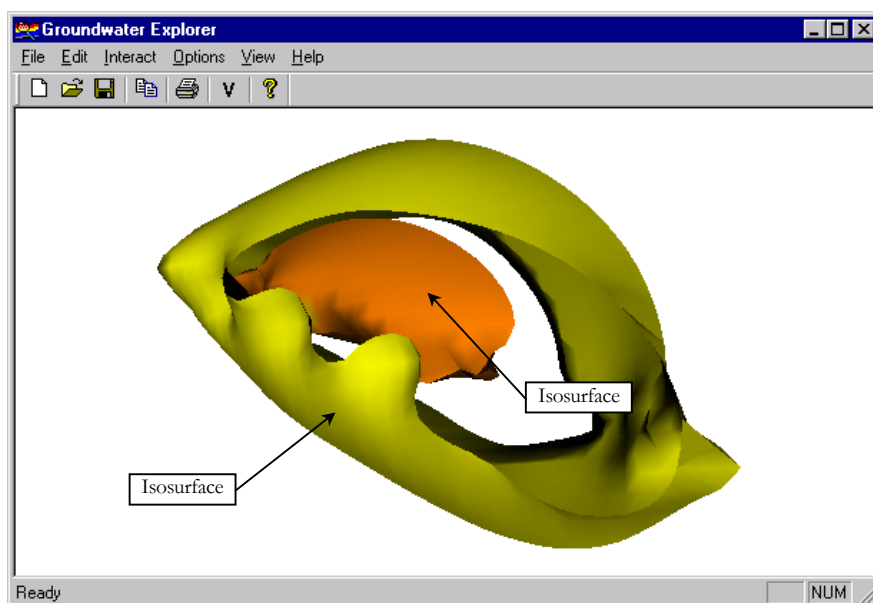 Groundwater Explorer
File Edit Interact Options View Help
V ?
Isosurface
Isosurface
Ready NUM